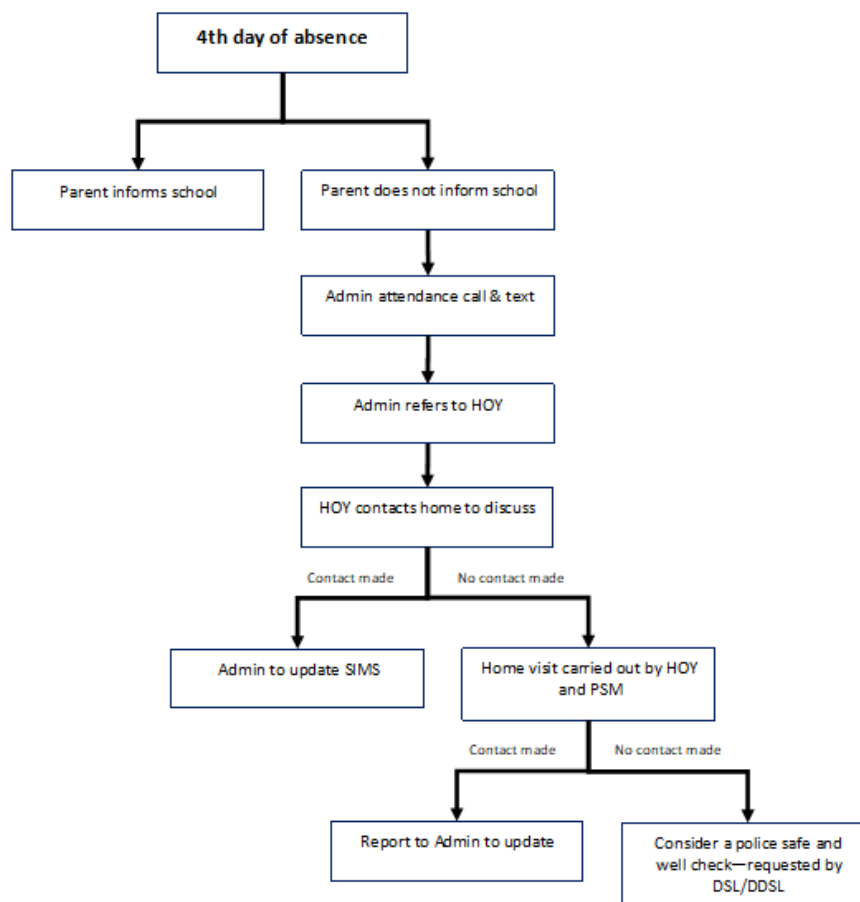 4th day of absence
Parent informs school
Parent does not inform school
Admin attendance call & text
Admin refers to HOY
HOY contacts home to discuss
Contact made
No contact made
Admin to update SIMS
Home visit carried out by HOY
and PSM
Contact made
No contact made
Report to Admin to update
Consider a police safe and
well check—requested by
DSL/DDSL